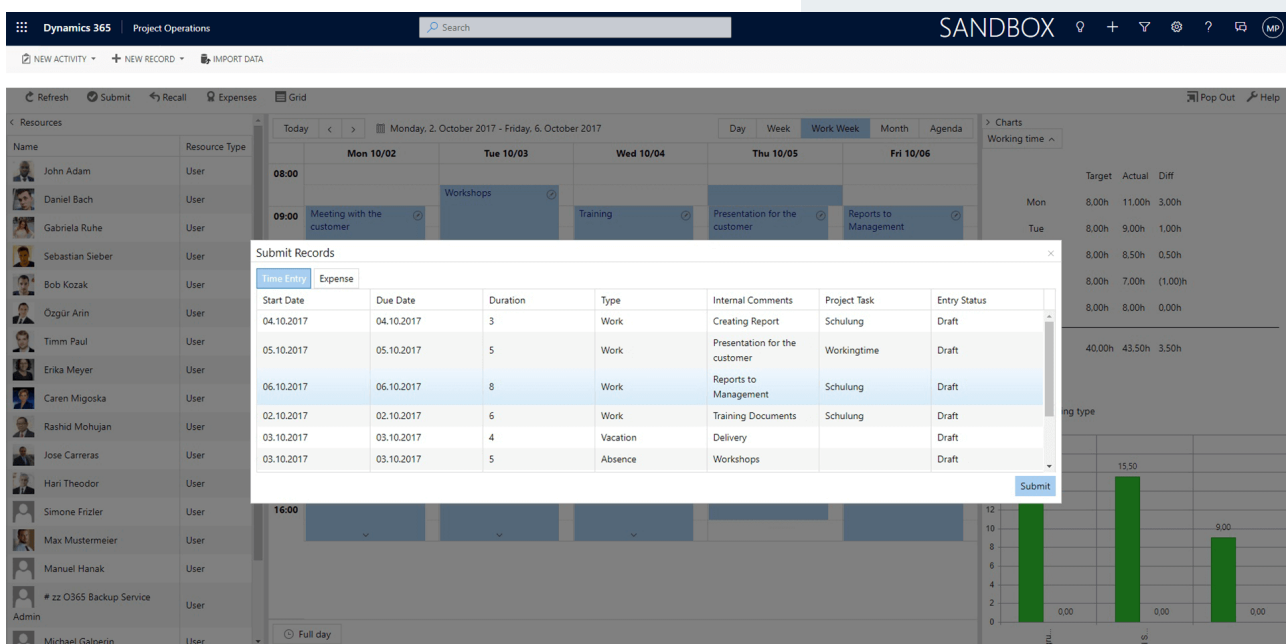 Dynamics 365 Project Operations Search SANDBOX ? MP
NEW ACTIVITY NEW RECORD IMPORT DATA
Refresh Submit Recall Expenses Grid Pop Out Help
Resources
Name Resource Type
John Adam User
Daniel Bach User
Gabriela Ruhe User
Sebastian Sieber User
Bob Kozak User
Özgür Arin User
Timm Paul User
Erika Meyer User
Caren Migoska User
Rashid Mohujan User
Jose Carreras User
Hari Theodor User
Simone Frizler User
Max Mustermeier User
Manuel Hanak User
# zz O365 Backup Service
Admin User
Michael Galperin User
Today < > Monday, 2. October 2017 - Friday, 6. October 2017 Day Week Work Week Month Agenda
Mon 10/02 Tue 10/03 Wed 10/04 Thu 10/05 Fri 10/06
08:00
Workshops
09:00 Meeting with the Training Presentation for the Reports to
customer customer Management
Submit Records
Time Entry Expense
Start Date Due Date Duration Type Internal Comments Project Task Entry Status
04.10.2017 04.10.2017 3 Work Creating Report Schulung Draft
05.10.2017 05.10.2017 5 Work Presentation for the customer Workingtime Draft
06.10.2017 06.10.2017 8 Work Reports to Management Schulung Draft
02.10.2017 02.10.2017 6 Work Training Documents Schulung Draft
03.10.2017 03.10.2017 4 Vacation Delivery Draft
03.10.2017 03.10.2017 5 Absence Workshops Draft
Submit
16:00
Full day
Charts
Working time
Target Actual Diff
Mon 8,00h 11,00h 3,00h
Tue 8,00h 9,00h 1,00h
8,00h 8,50h 0,50h
8,00h 7,00h (1,00)h
8,00h 8,00h 0,00h
40,00h 43,50h 3,50h
ng type
15,50
12
10 9,00
8
6
4
2
0 0,00 0,00 0,00